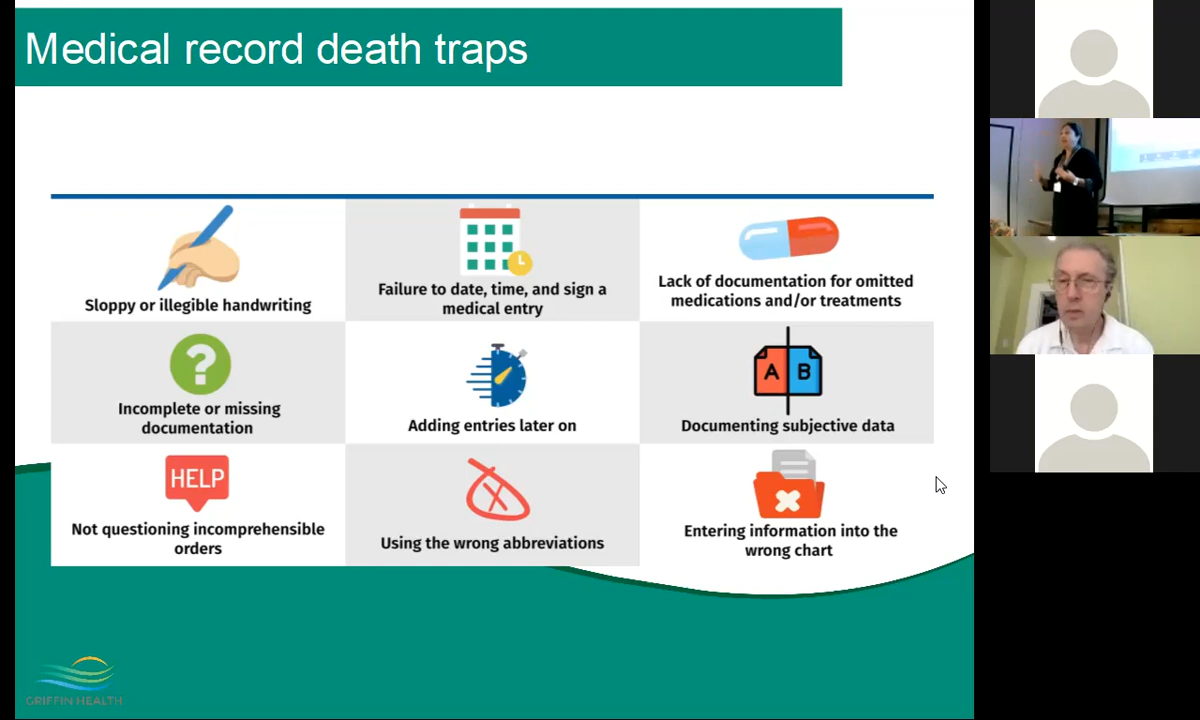 Medical record death traps
Sloppy or illegible handwriting
Failure to date, time, and sign a
medical entry
Lack of documentation for omitted
medications and/or treatments
?
Incomplete or missing
documentation
Adding entries later on
A B
Documenting subjective data
HELP
Not questioning incomprehensible
orders
Using the wrong abbreviations
Entering information into the
wrong chart
GRIFFIN HEALTH